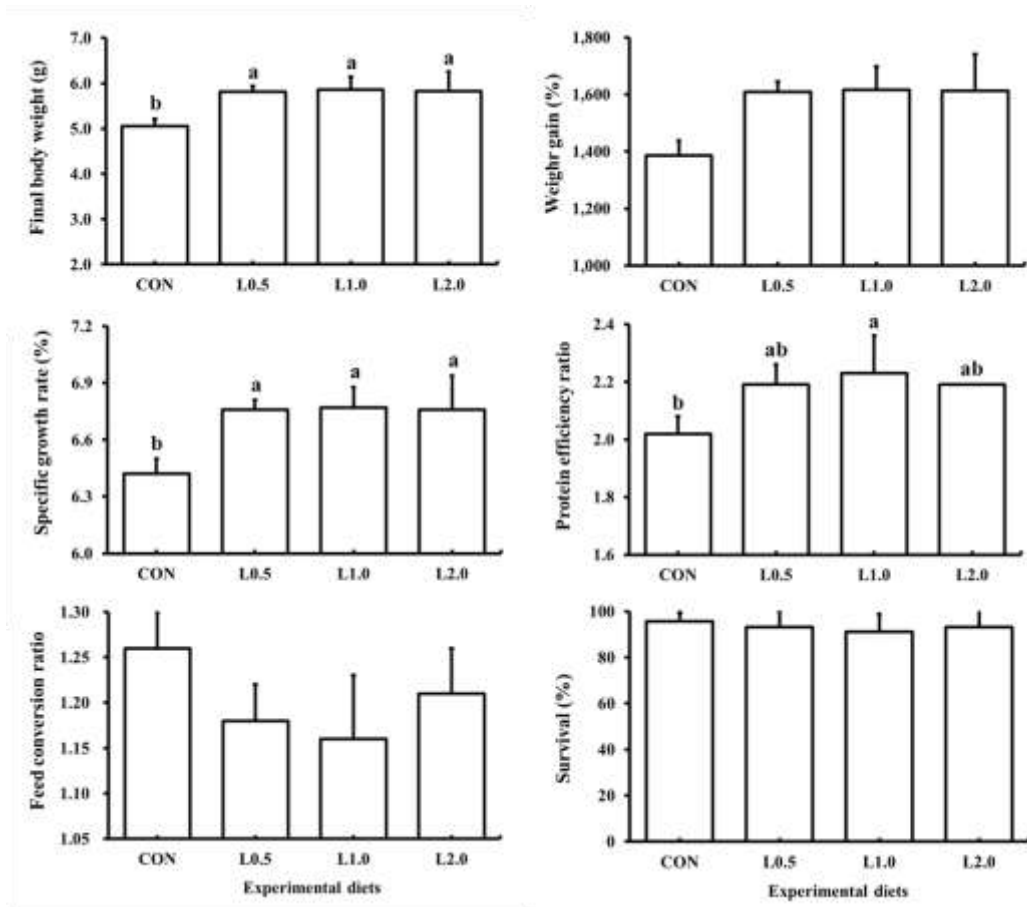 Final body weight (g)
7.0
6.0
5.0
4.0
3.0
2.0
b
a
a
a
CON
L0.5
L1.0
L2.0
Weighr gain (%)
1,800
1,600
1,400
1,200
1,000
CON
L0.5
L1.0
L2.0
Specific growth rate (%)
7.2
6.9
6.6
6.3
6.0
b
a
a
a
CON
L0.5
L1.0
L2.0
Protein efficiency ratio
2.4
2.2
2.0
1.8
1.6
b
ab
a
ab
CON
L0.5
L1.0
L2.0
Feed conversion ratio
1.30
1.25
1.20
1.15
1.10
1.05
CON
L0.5
L1.0
L2.0
Experimental diets
Survival (%)
100
80
60
40
20
0
CON
L0.5
L1.0
L2.0
Experimental diets